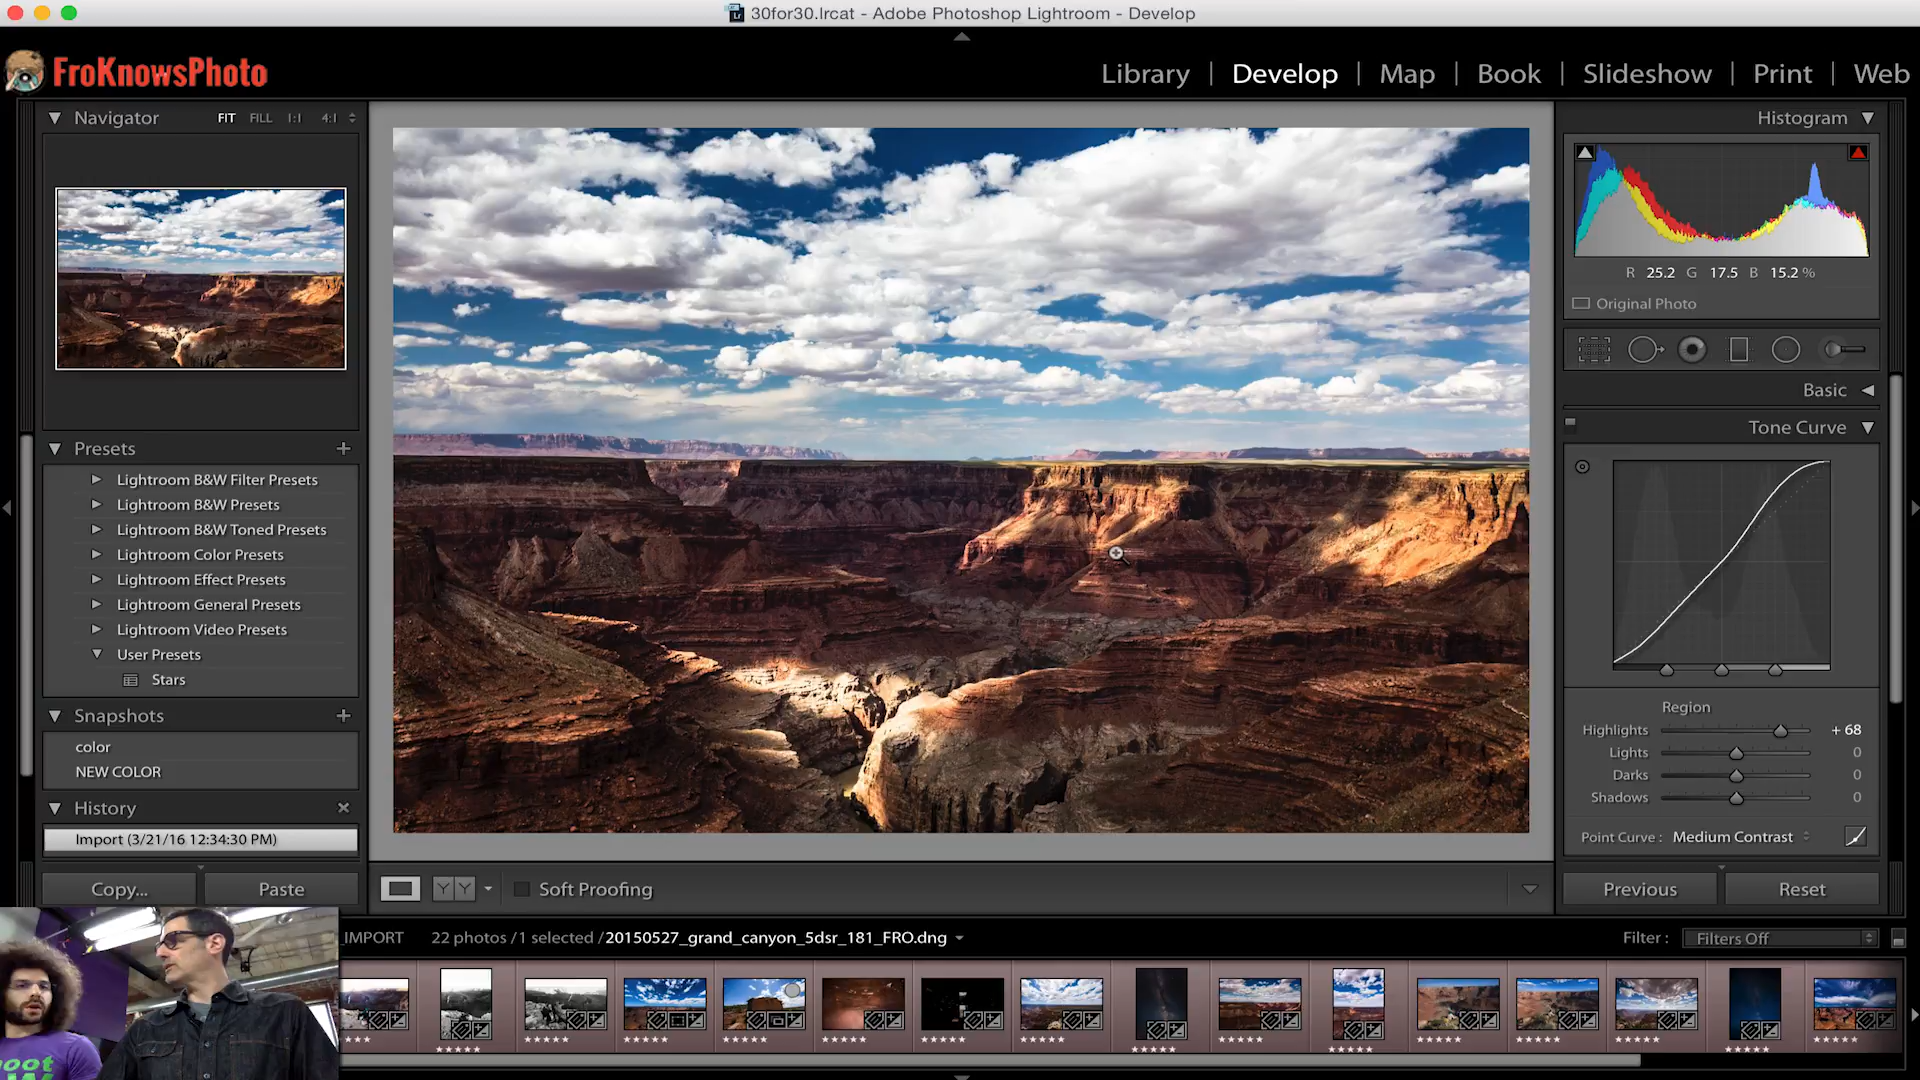 30for30.lrcat - Adobe Photoshop Lightroom - Develop
FroKnowsPhoto
Library | Develop | Map | Book | Slideshow | Print | Web
Navigator FIT FILL 1:1 4:1
Presets
Lightroom B&W Filter Presets
Lightroom B&W Presets
Lightroom B&W Toned Presets
Lightroom Color Presets
Lightroom Effect Presets
Lightroom General Presets
Lightroom Video Presets
User Presets
Stars
Snapshots
color
NEW COLOR
History
Import (3/21/16 12:34:30 PM)
Copy... Paste
Soft Proofing
Histogram
R 25.2 G 17.5 B 15.2 %
Original Photo
Basic
Tone Curve
Region
Highlights + 68
Lights 0
Darks 0
Shadows 0
Point Curve : Medium Contrast
Previous Reset
_IMPORT 22 photos / 1 selected / 20150527_grand_canyon_5dsr_181_FRO.dng
Filter : Filters Off